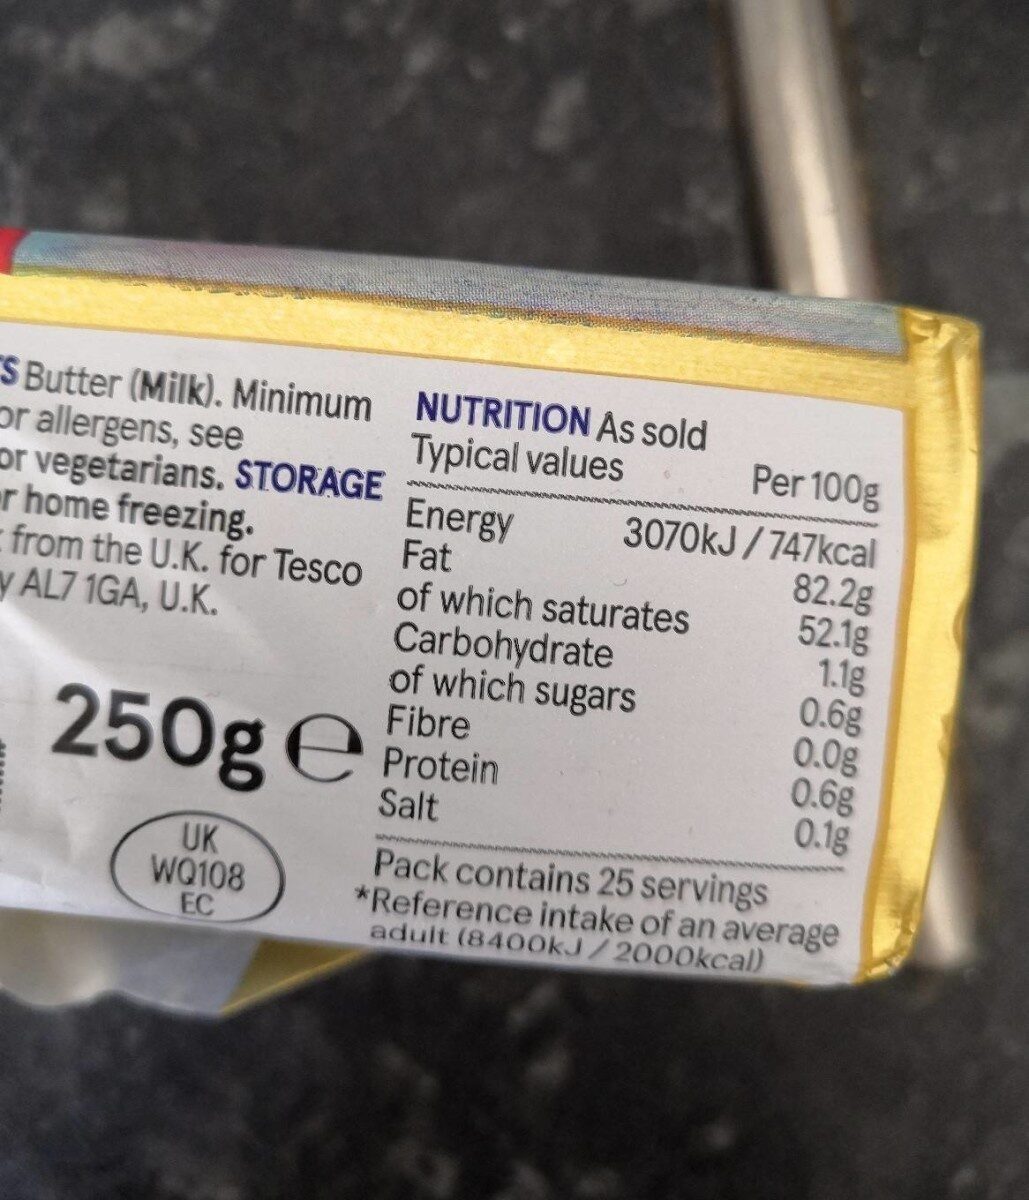 S Butter (Milk). Minimum
or allergens, see
or vegetarians. STORAGE
r home freezing.
from the U.K. for Tesco
y AL7 1GA, U.K.
250g ℮
UK
WQ108
EC
NUTRITION As sold
Typical values Per 100g
Energy 3070kJ / 747kcal
Fat 82.2g
of which saturates 52.1g
Carbohydrate 1.1g
of which sugars 0.6g
Fibre 0.0g
Protein 0.6g
Salt 0.1g
Pack contains 25 servings
*Reference intake of an average
adult (8400kJ / 2000kcal)